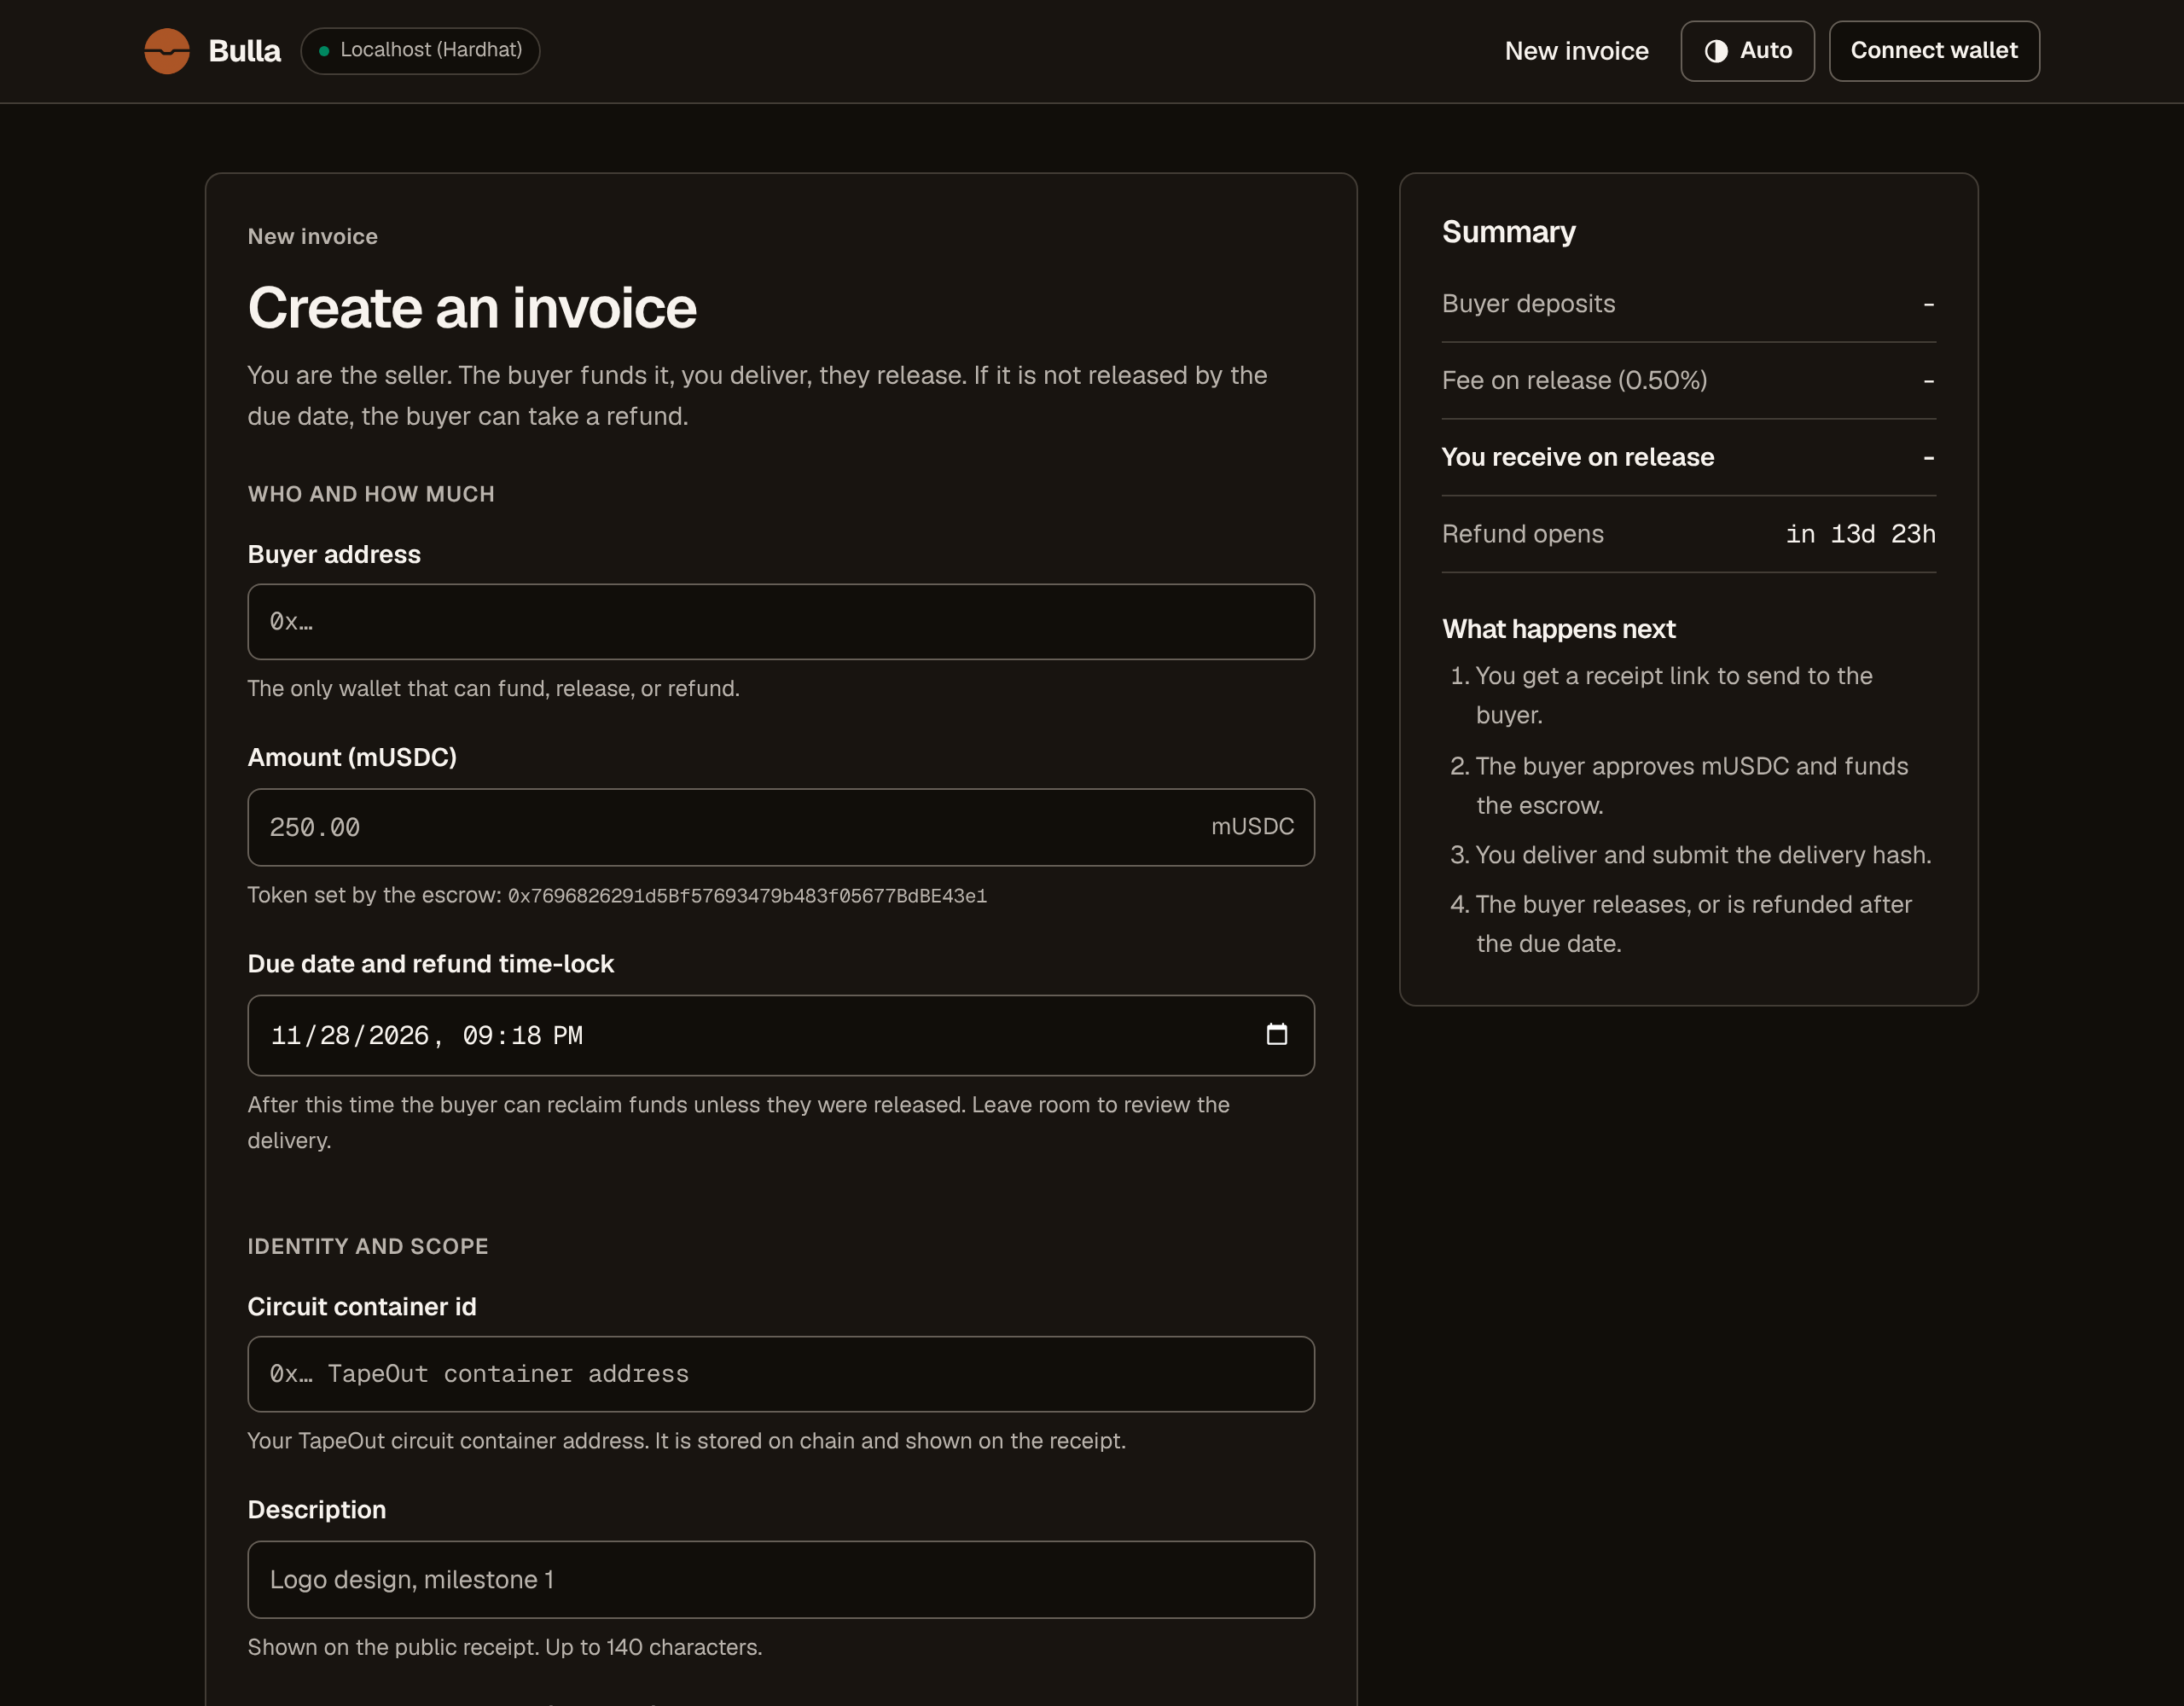 Bulla
Localhost (Hardhat)
New invoice
Auto
Connect wallet
New invoice
Create an invoice
You are the seller. The buyer funds it, you deliver, they release. If it is not released by the
due date, the buyer can take a refund.
WHO AND HOW MUCH
Buyer address
0x…
The only wallet that can fund, release, or refund.
Amount (mUSDC)
250.00
mUSDC
Token set by the escrow: 0x7696826291d5Bf57693479b483f05677BdBE43e1
Due date and refund time-lock
11/28/2026, 09:18 PM
After this time the buyer can reclaim funds unless they were released. Leave room to review the
delivery.
IDENTITY AND SCOPE
Circuit container id
0x… TapeOut container address
Your TapeOut circuit container address. It is stored on chain and shown on the receipt.
Description
Logo design, milestone 1
Shown on the public receipt. Up to 140 characters.
Summary
Buyer deposits -
Fee on release (0.50%) -
You receive on release -
Refund opens in 13d 23h
What happens next
1. You get a receipt link to send to the
buyer.
2. The buyer approves mUSDC and funds
the escrow.
3. You deliver and submit the delivery hash.
4. The buyer releases, or is refunded after
the due date.